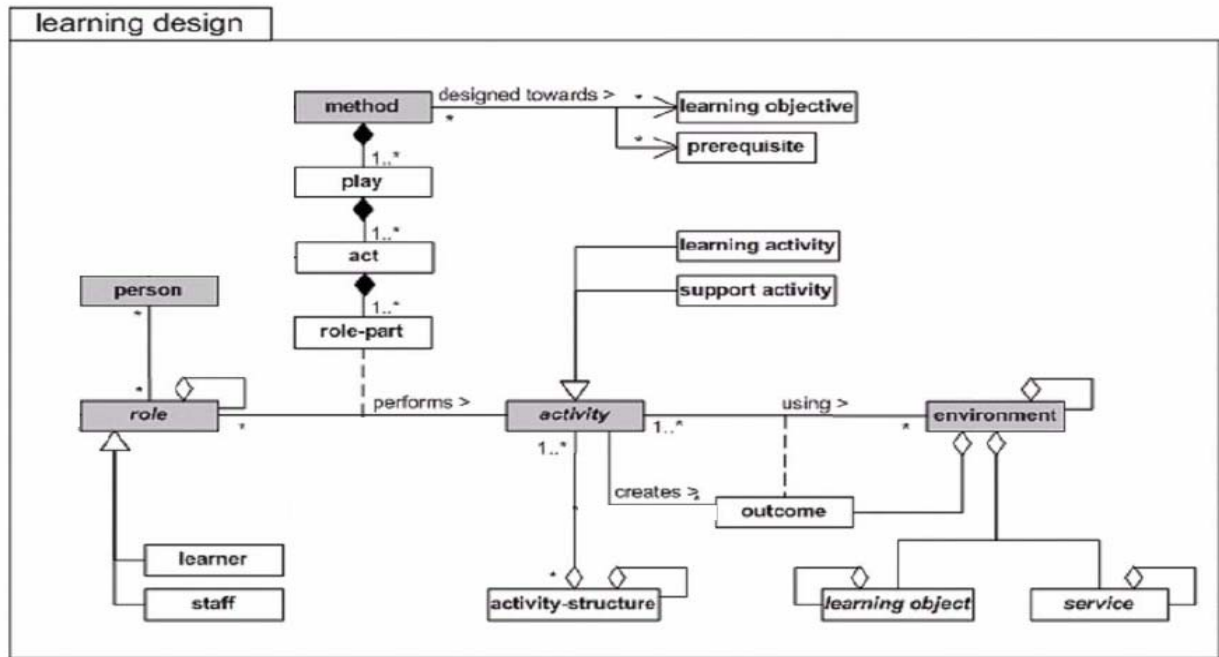 learning design
method
designed towards >
*
*
learning objective
*
prerequisite
1..*
play
1..*
act
1..*
role-part
learning activity
support activity
person
*
*
role
*
performs >
activity
1..*
1..*
using >
*
environment
creates >
*
outcome
learner
staff
*
activity-structure
learning object
service